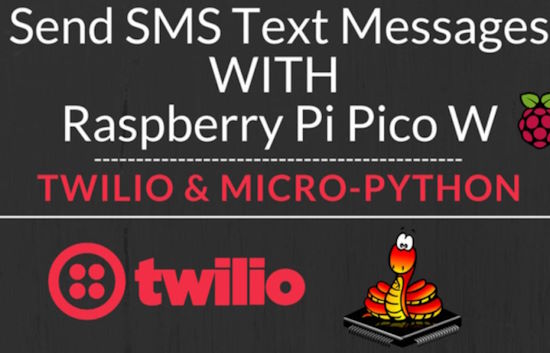 Send SMS Text Messages
WITH
Raspberry Pi Pico W
TWILIO & MICRO-PYTHON
twilio